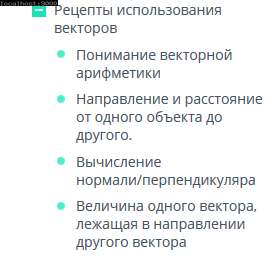 localhost:9000
Рецепты использования
векторов
Понимание векторной
арифметики
Направление и расстояние
от одного объекта до
другого.
Вычисление
нормали/перпендикуляра
Величина одного вектора,
лежащая в направлении
другого вектора